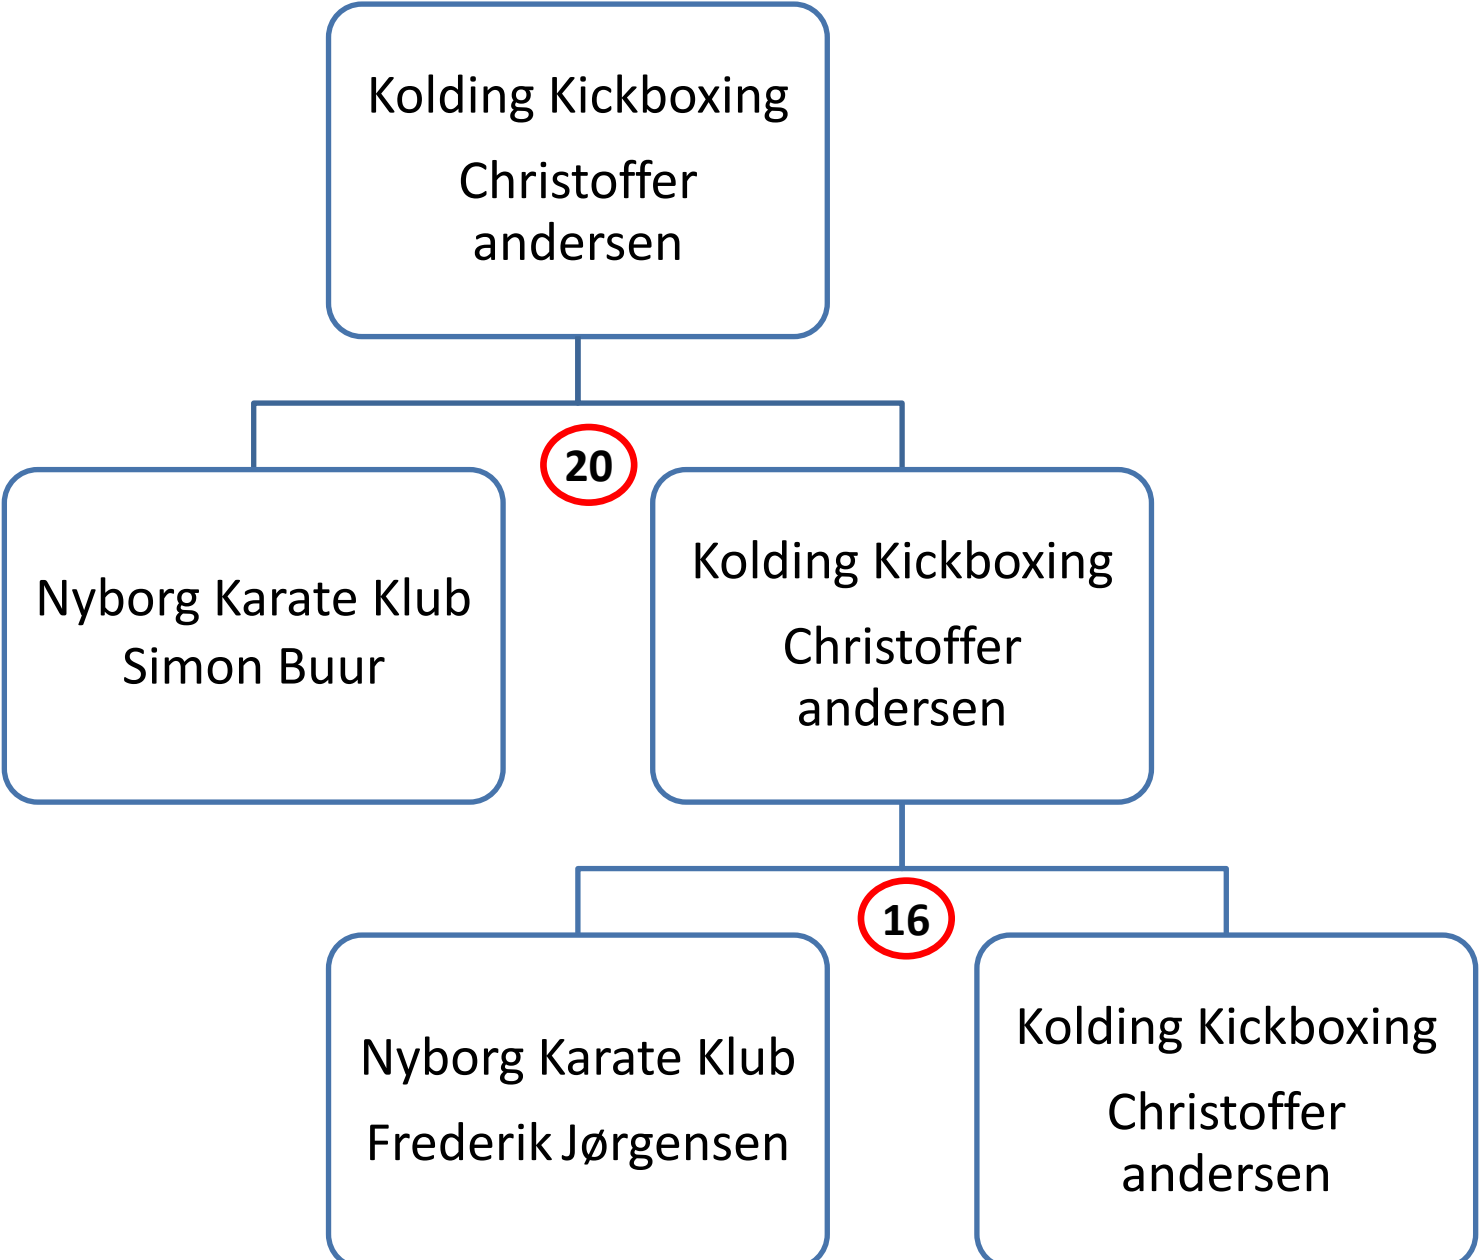 Kolding Kickboxing
Christoffer
andersen
20
Nyborg Karate Klub
Simon Buur
Kolding Kickboxing
Christoffer
andersen
16
Nyborg Karate Klub
Frederik Jørgensen
Kolding Kickboxing
Christoffer
andersen